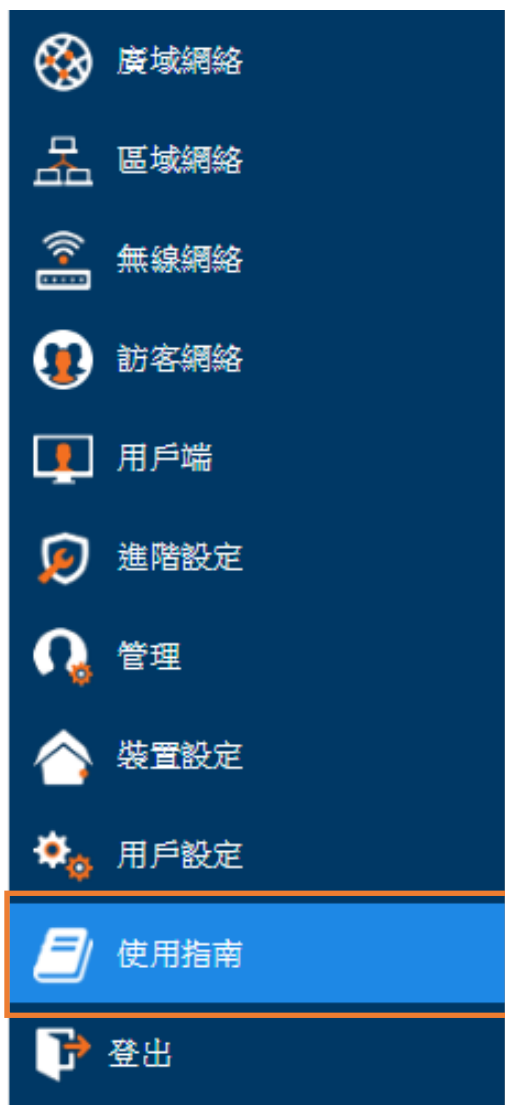 廣域網絡
區域網絡
無線網絡
訪客網絡
用戶端
進階設定
管理
裝置設定
用戶設定
使用指南
登出